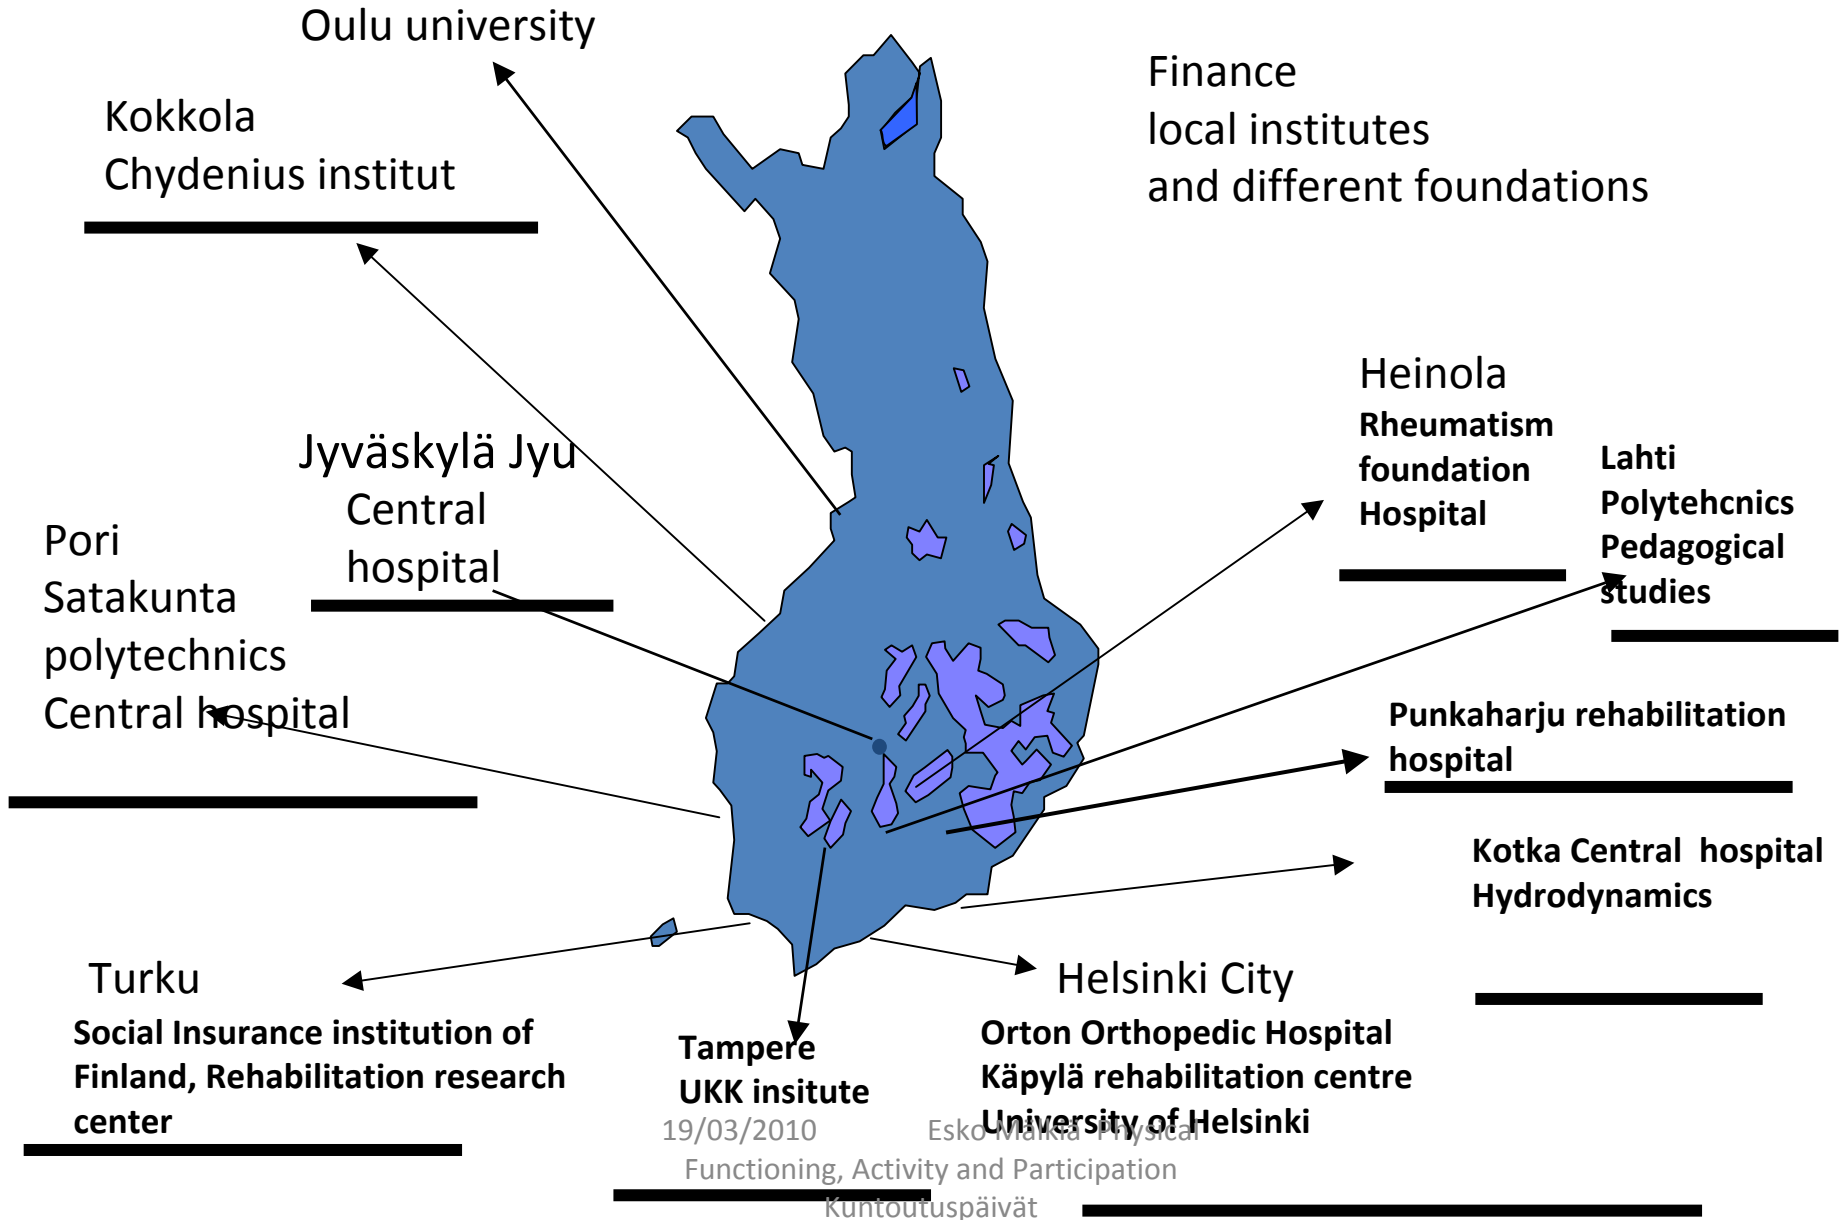 Oulu university
Kokkola
Chydenius institut
Finance
local institutes
and different foundations
Jyväskylä Jyu
Central
hospital
Heinola
Rheumatism
foundation
Hospital
Lahti
Polytehcnics
Pedagogical
studies
Pori
Satakunta
polytechnics
Central hospital
Punkaharju rehabilitation
hospital
Kotka Central hospital
Hydrodynamics
Turku
Social Insurance institution of
Finland, Rehabilitation research
center
Tampere
UKK insitute
Helsinki City
Orton Orthopedic Hospital
Käpylä rehabilitation centre
University of Helsinki
19/03/2010
Esko Mälkiä Physical
Functioning, Activity and Participation
Kuntoutuspäivät